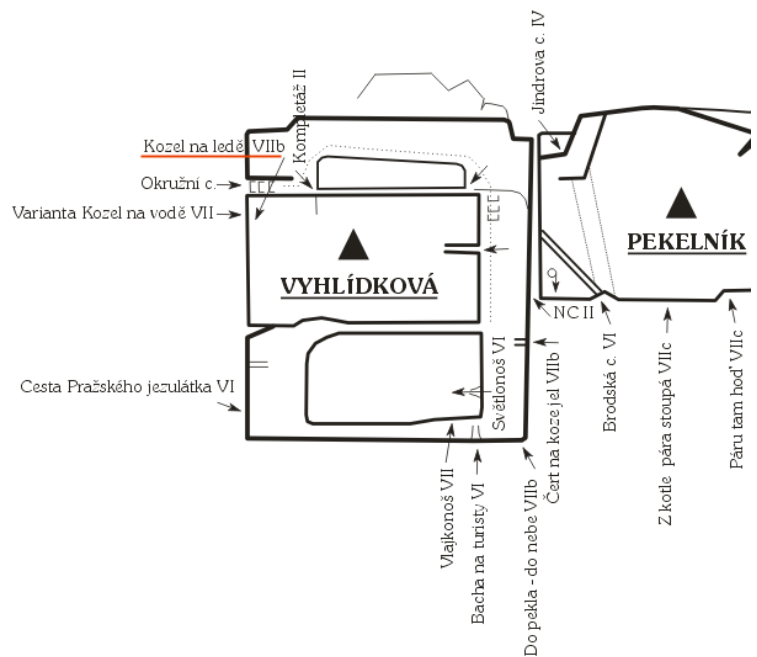 Jindrova c. IV
Kompletáž II
Kozel na ledě VIIb
Okružní c.
Varianta Kozel na vodě VII
VYHLÍDKOVÁ
PEKELNÍK
NC II
Cesta Pražského jezulátka VI
Světlonoš VI
Vlajkonoš VII
Bacha na turisty VI
Do pekla - do nebe VIIb
Čert na koze jel VIIb
Brodská c. VI
Z kotle pára stoupá VIIc
Páru tam hoď VIIc